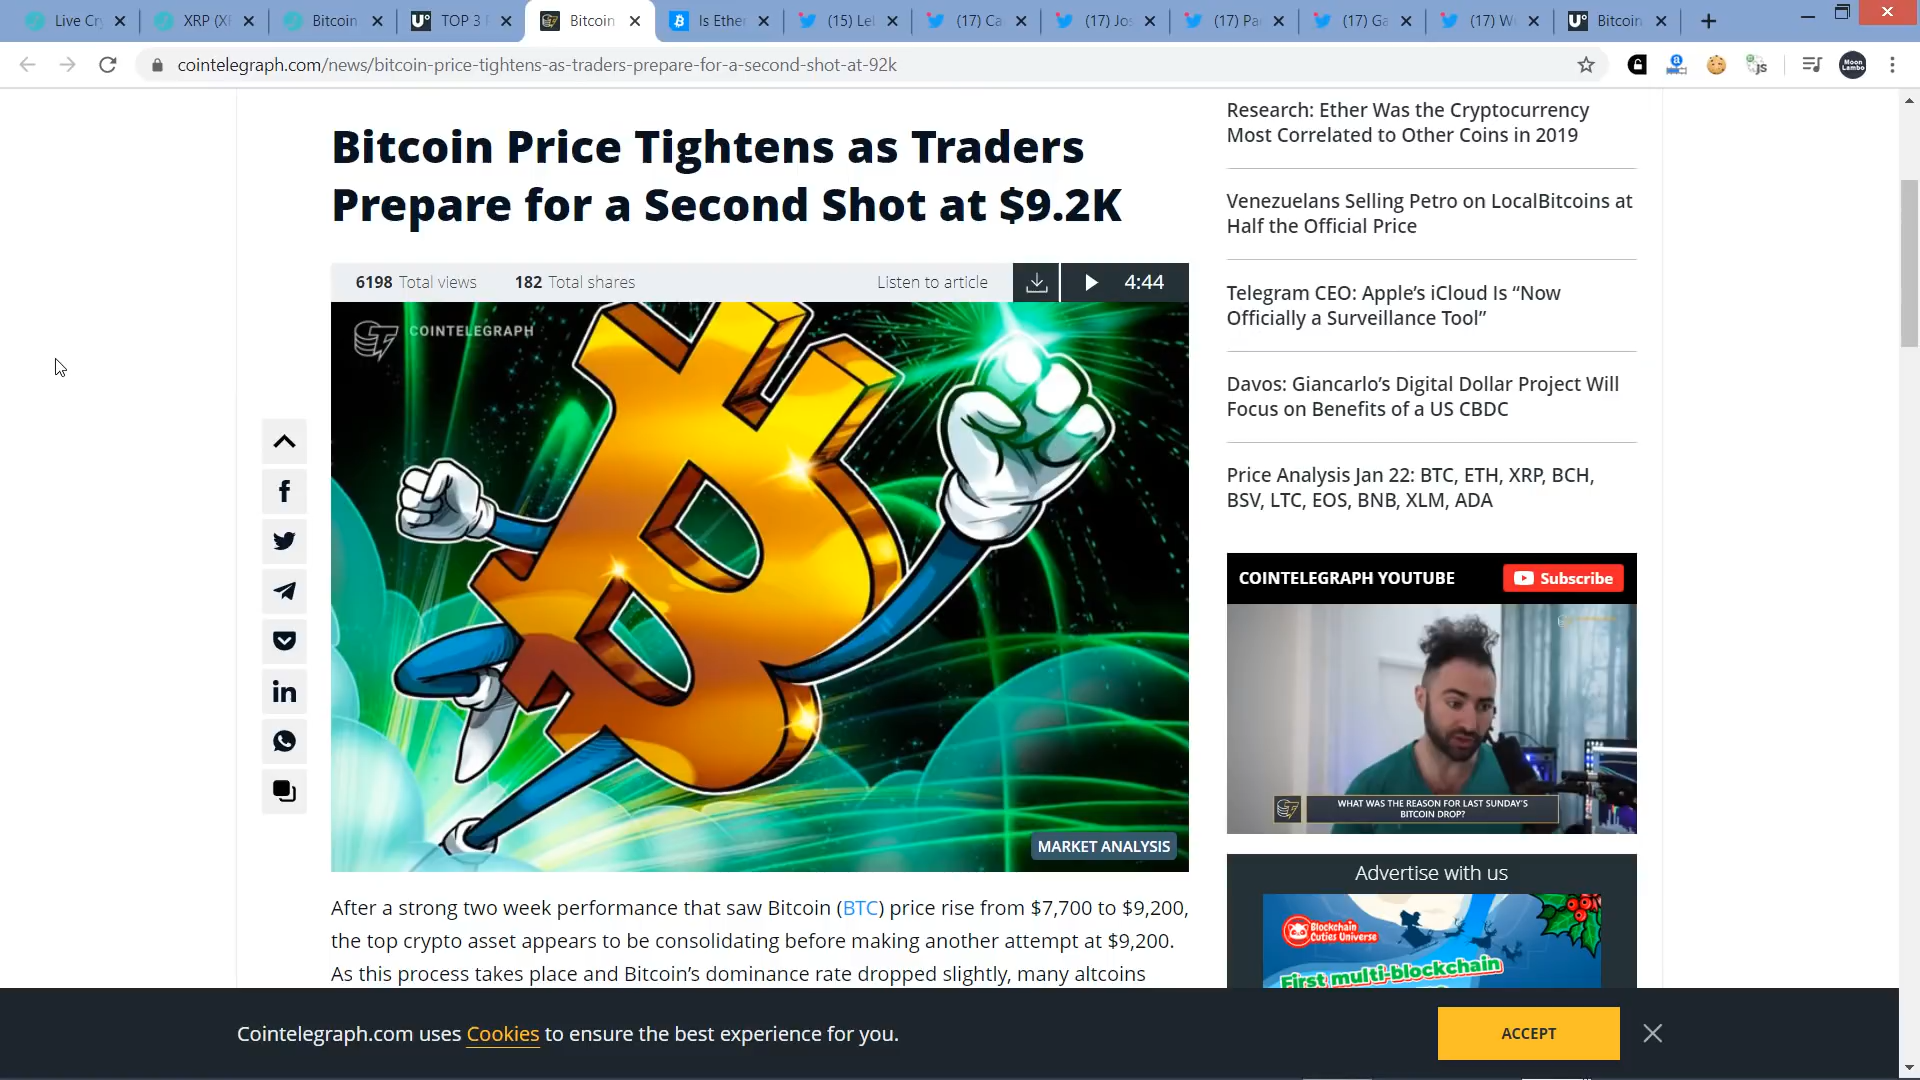 Live Cr
XRP (XF
Bitcoin
U° TOP 3 F
Bitcoin
Is Ethe
(15) Lel
(17) Ca
(17) Jos
(17) Pa
(17) Ga
(17) W
U° Bitcoin
cointelegraph.com/news/bitcoin-price-tightens-as-traders-prepare-for-a-second-shot-at-92k
Moon
Lambo
Bitcoin Price Tightens as Traders
Prepare for a Second Shot at $9.2K
6198 Total views 182 Total shares Listen to article 4:44
COINTELEGRAPH
MARKET ANALYSIS
After a strong two week performance that saw Bitcoin (BTC) price rise from $7,700 to $9,200,
the top crypto asset appears to be consolidating before making another attempt at $9,200.
As this process takes place and Bitcoin’s dominance rate dropped slightly, many altcoins
Research: Ether Was the Cryptocurrency
Most Correlated to Other Coins in 2019
Venezuelans Selling Petro on LocalBitcoins at
Half the Official Price
Telegram CEO: Apple’s iCloud Is “Now
Officially a Surveillance Tool”
Davos: Giancarlo’s Digital Dollar Project Will
Focus on Benefits of a US CBDC
Price Analysis Jan 22: BTC, ETH, XRP, BCH,
BSV, LTC, EOS, BNB, XLM, ADA
COINTELEGRAPH YOUTUBE Subscribe
WHAT WAS THE REASON FOR LAST SUNDAY'S
BITCOIN DROP?
Advertise with us
Blockchain
Cuties Universe
First multi-blockchain
Cointelegraph.com uses Cookies to ensure the best experience for you.
ACCEPT